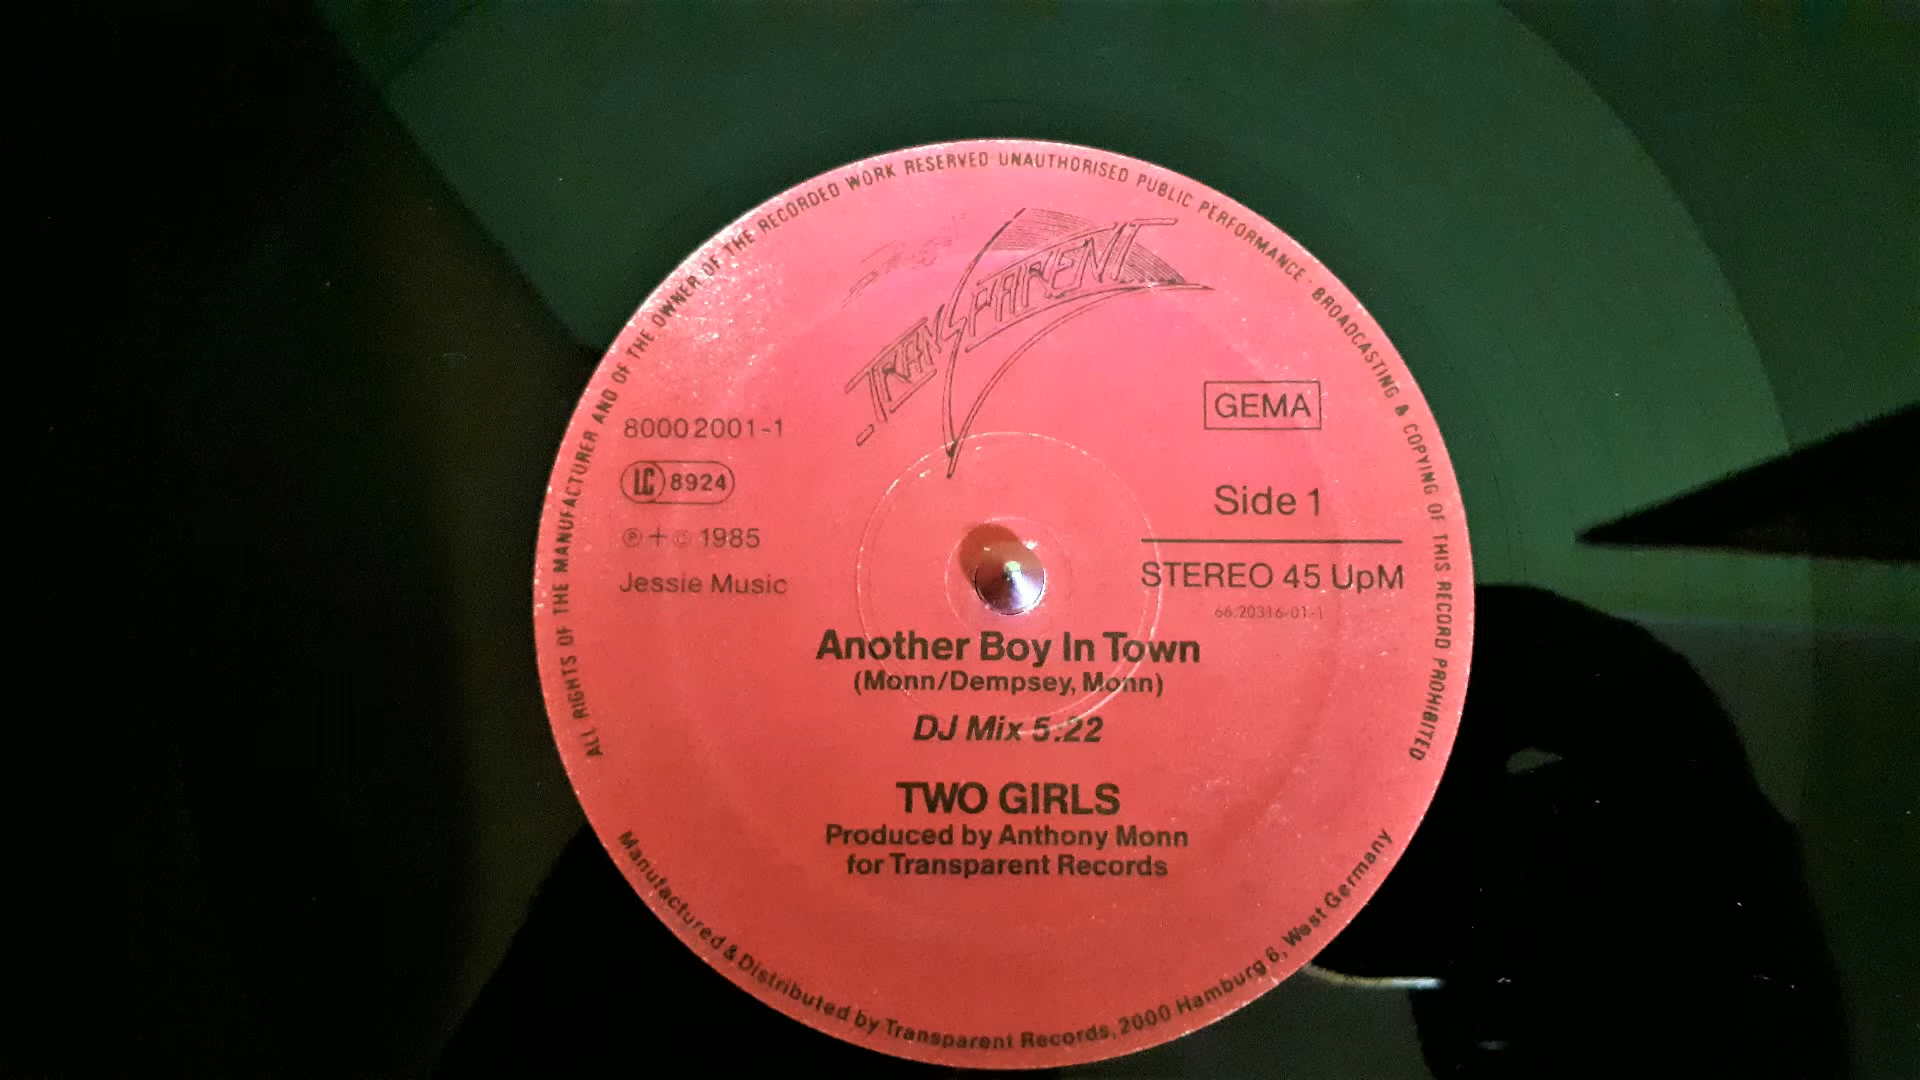 ALL RIGHTS OF THE MANUFACTURER AND OF THE OWNER OF THE RECORDED WORK RESERVED UNAUTHORISED PUBLIC PERFORMANCE · BROADCASTING & COPYING OF THIS RECORD PROHIBITED
TRANSPARENT
80002001-1
LC 8924
℗+© 1985
Jessie Music
GEMA
Side 1
STEREO 45 UpM
66.20316-01-1
Another Boy In Town
(Monn/Dempsey, Monn)
DJ Mix 5:22
TWO GIRLS
Produced by Anthony Monn
for Transparent Records
Manufactured & Distributed by Transparent Records, 2000 Hamburg 6, West Germany